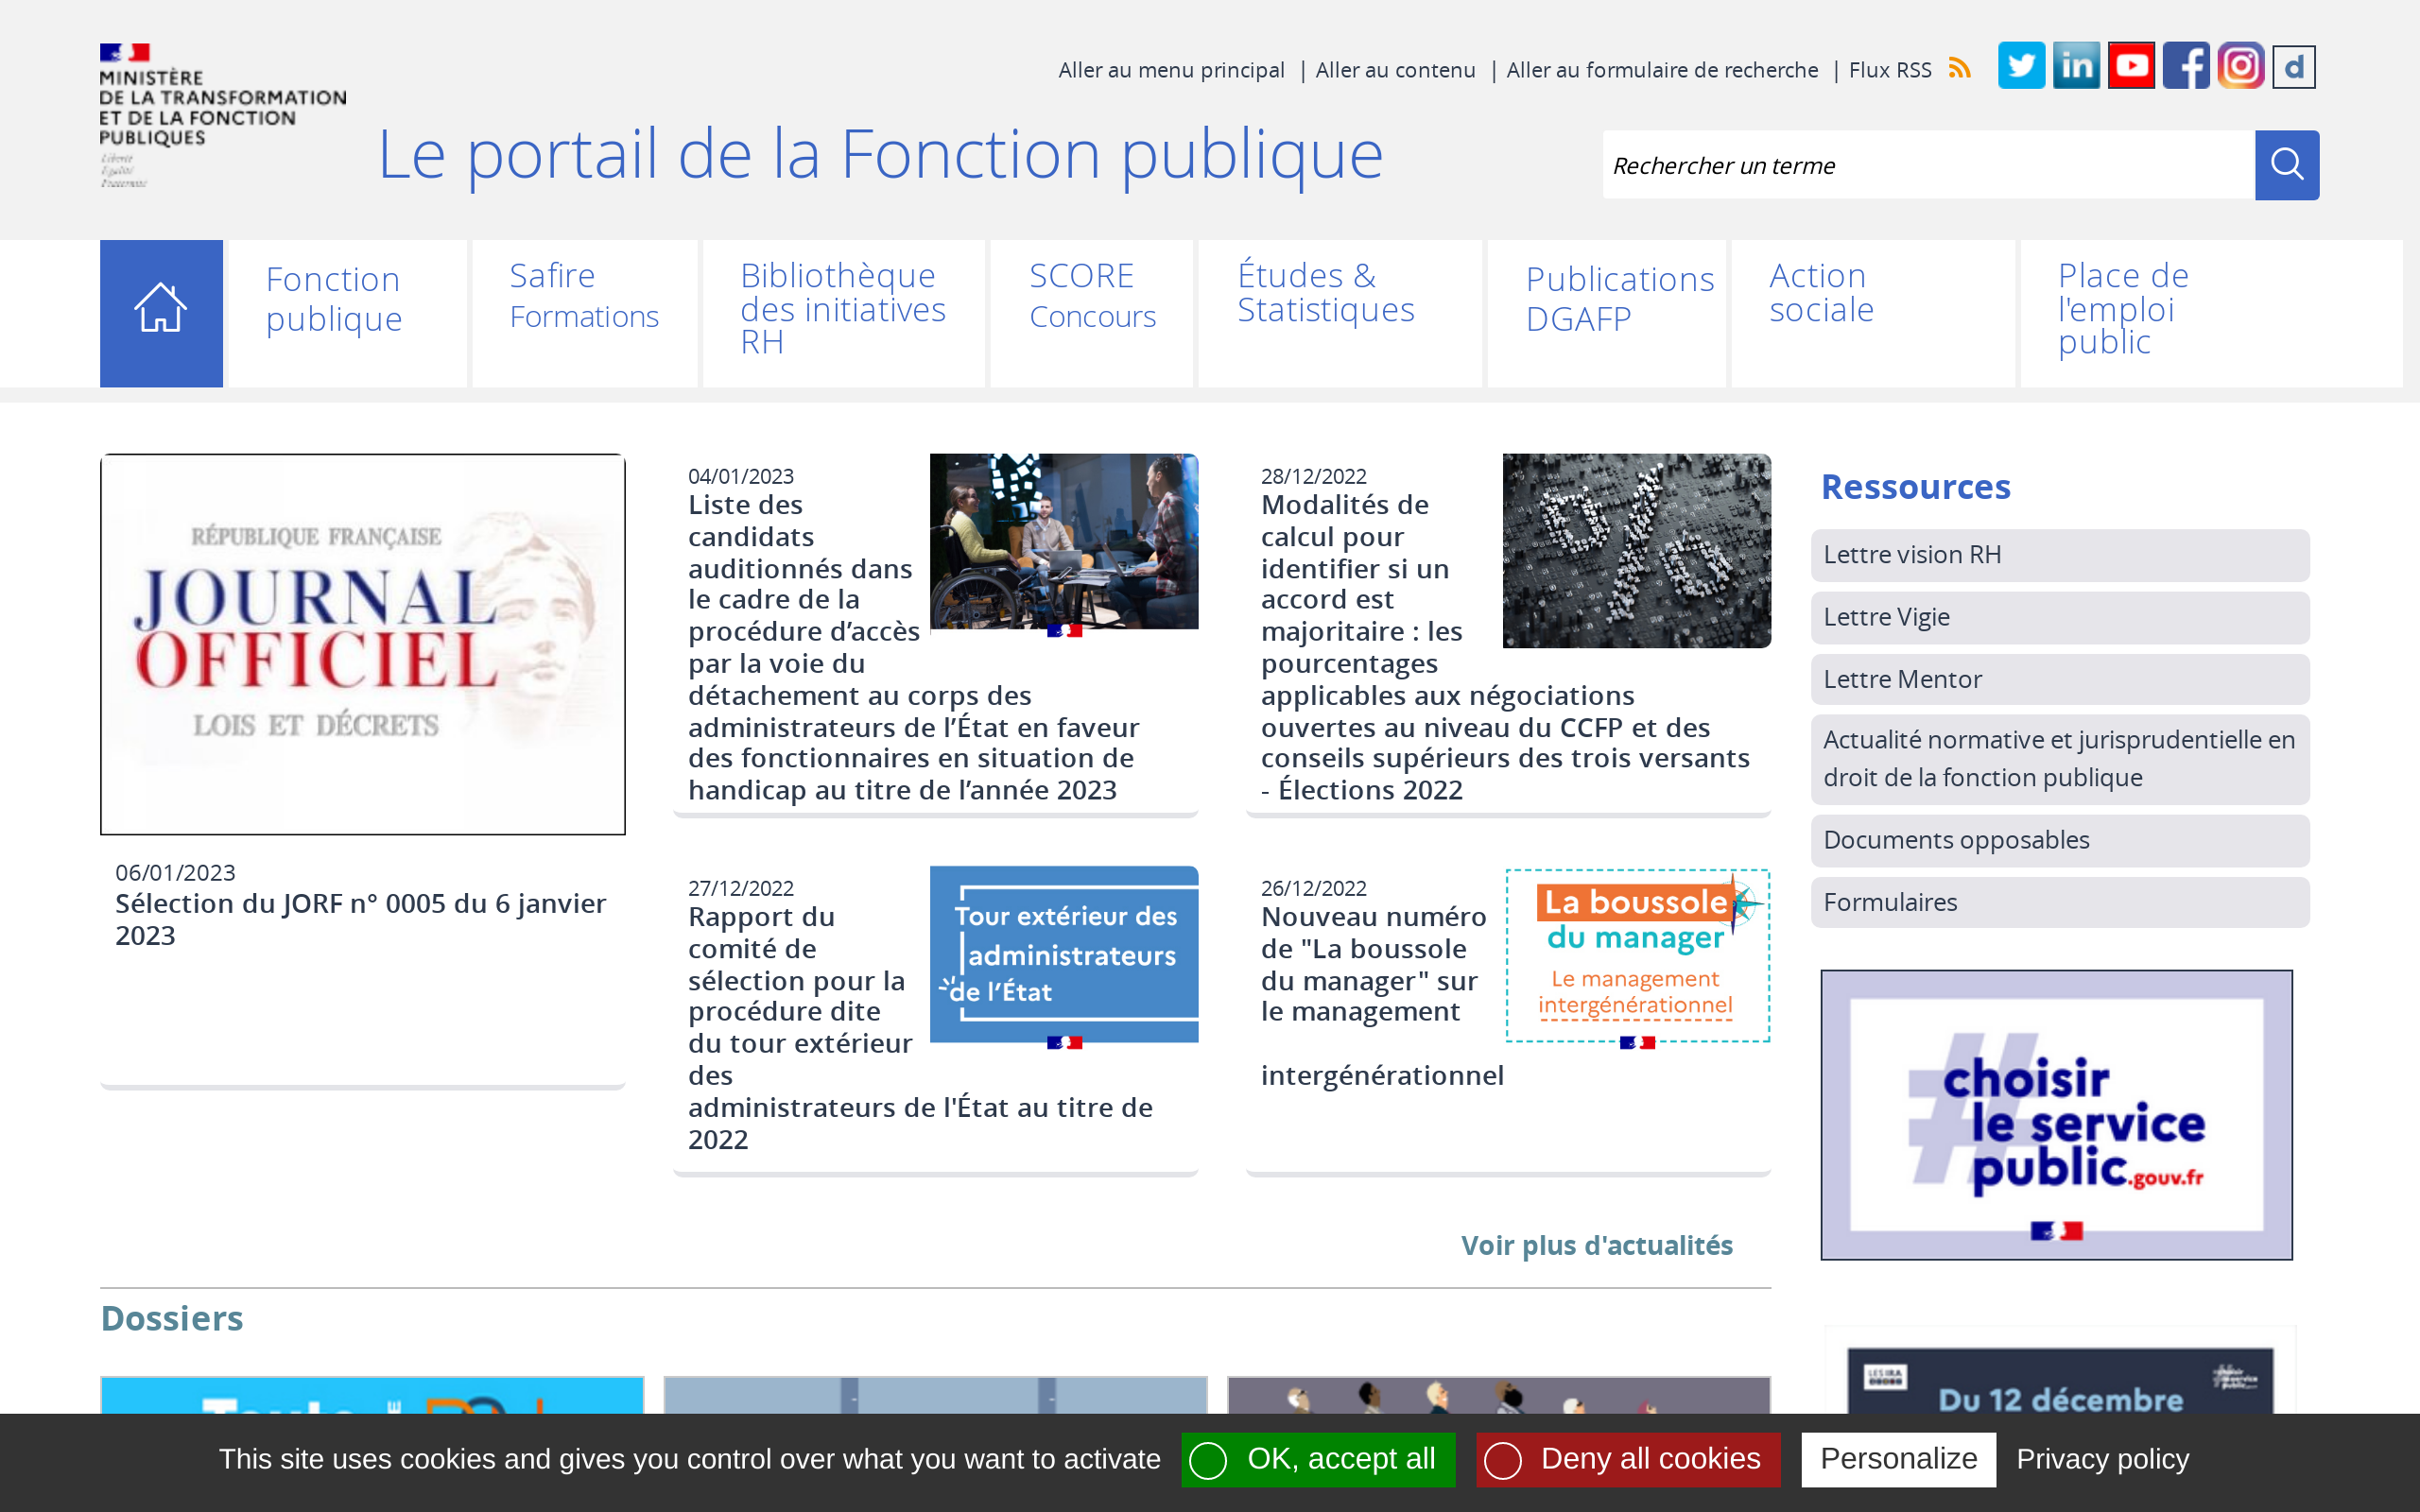 MINISTÈRE
DE LA TRANSFORMATION
ET DE LA FONCTION
PUBLIQUES
Liberté
Égalité
Fraternité
Aller au menu principal | Aller au contenu | Aller au formulaire de recherche | Flux RSS
Le portail de la Fonction publique
Rechercher un terme
Fonction
publique
Safire
Formations
Bibliothèque
des initiatives
RH
SCORE
Concours
Études &
Statistiques
Publications
DGAFP
Action
sociale
Place de
l'emploi
public
RÉPUBLIQUE FRANÇAISE
JOURNAL
OFFICIEL
LOIS ET DÉCRETS
06/01/2023
Sélection du JORF n° 0005 du 6 janvier
2023
04/01/2023
Liste des
candidats
auditionnés dans
le cadre de la
procédure d’accès
par la voie du
détachement au corps des
administrateurs de l’État en faveur
des fonctionnaires en situation de
handicap au titre de l’année 2023
28/12/2022
Modalités de
calcul pour
identifier si un
accord est
majoritaire : les
pourcentages
applicables aux négociations
ouvertes au niveau du CCFP et des
conseils supérieurs des trois versants
- Élections 2022
%
27/12/2022
Rapport du
comité de
sélection pour la
procédure dite
du tour extérieur
des
administrateurs de l'État au titre de
2022
Tour extérieur des
administrateurs
de l’État
26/12/2022
Nouveau numéro
de "La boussole
du manager" sur
le management
intergénérationnel
La boussole
du manager
Le management
intergénérationnel
Voir plus d'actualités
Ressources
Lettre vision RH
Lettre Vigie
Lettre Mentor
Actualité normative et jurisprudentielle en
droit de la fonction publique
Documents opposables
Formulaires
#
choisir
le service
public.gouv.fr
LES IRA
Du 12 décembre
Dossiers
This site uses cookies and gives you control over what you want to activate
OK, accept all
Deny all cookies
Personalize
Privacy policy